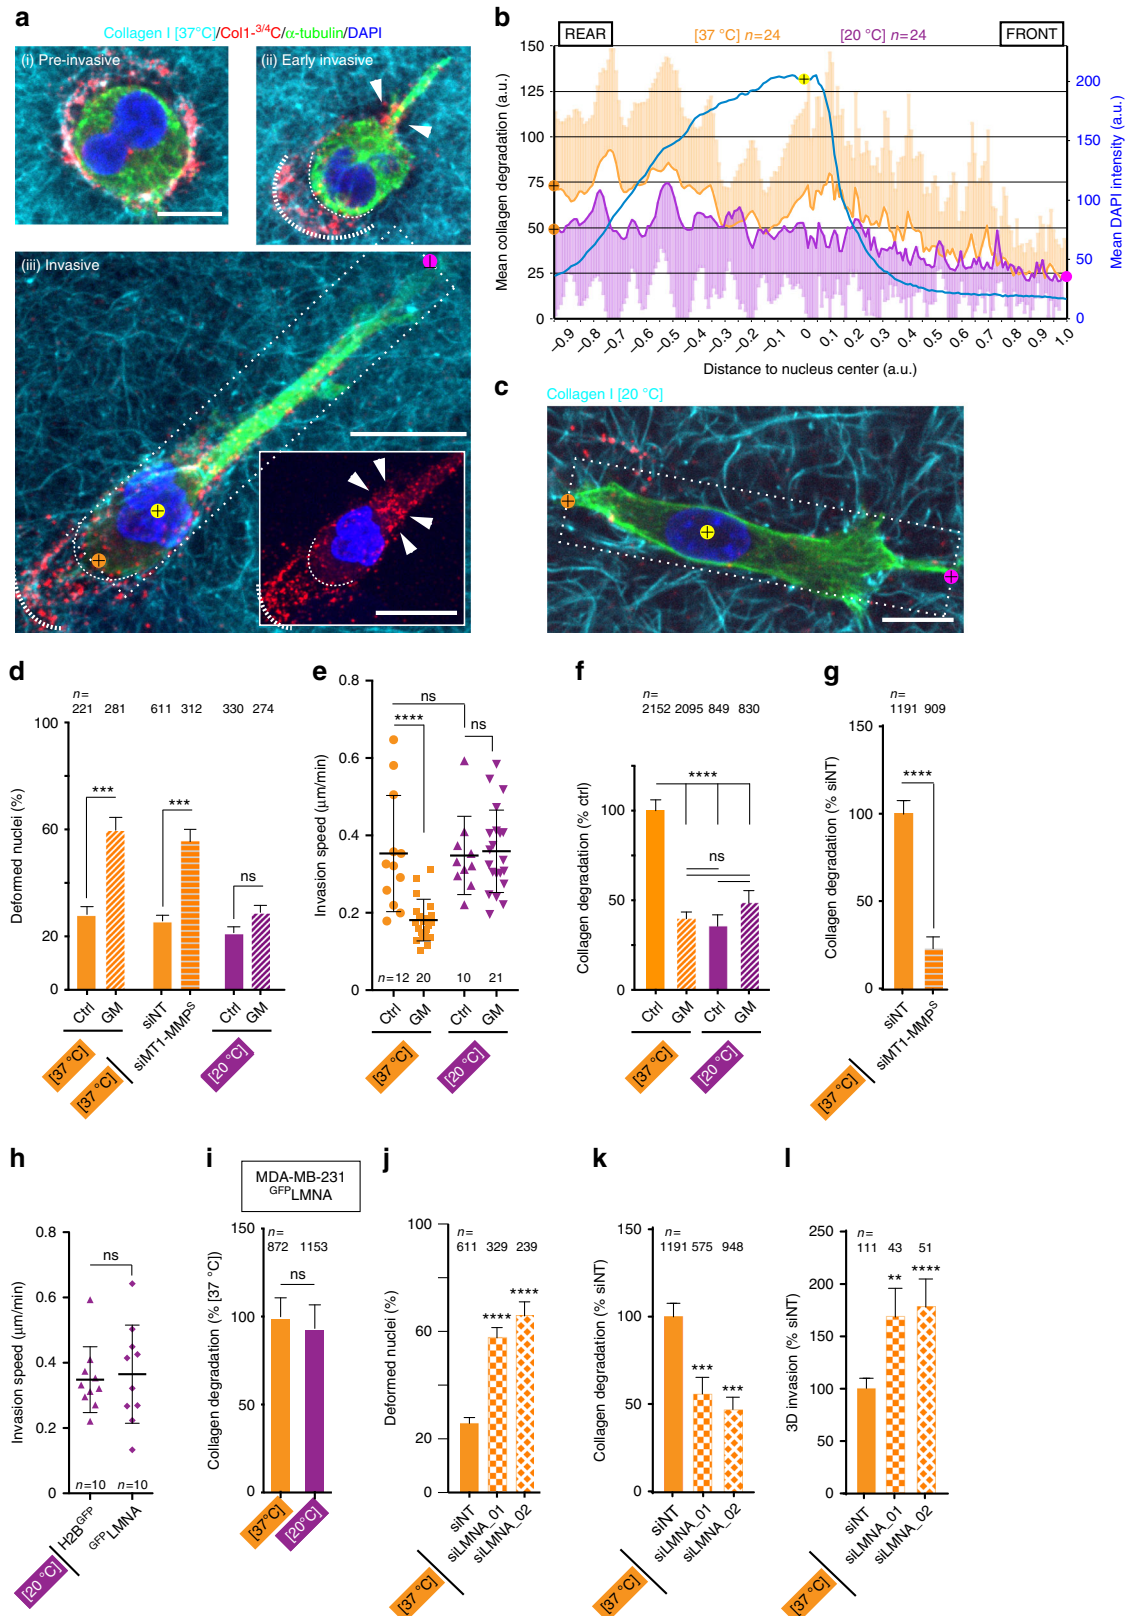 a
Collagen I [37°C]/Col1-3/4C/α-tubulin/DAPI
(i) Pre-invasive
(ii) Early invasive
(iii) Invasive
b
REAR
[37 °C] n=24
[20 °C] n=24
FRONT
Mean collagen degradation (a.u.)
150
125
100
75
50
25
0
Mean DAPI intensity (a.u.)
200
150
100
50
0
–0.9 –0.8 –0.7 –0.6 –0.5 –0.4 –0.3 –0.2 –0.1 0 0.1 0.2 0.3 0.4 0.5 0.6 0.7 0.8 0.9 1.0
Distance to nucleus center (a.u.)
c
Collagen I [20 °C]
d
n=
221 281 611 312 330 274
Deformed nuclei (%)
100
60
20
0
*** *** ns
Ctrl GM siNT siMT1-MMPS Ctrl GM
[37 °C] [37 °C] [20 °C]
e
Invasion speed (µm/min)
0.8
0.6
0.4
0.2
0
ns
**** ns
n=12 20 10 21
Ctrl GM Ctrl GM
[37 °C] [20 °C]
f
n=
2152 2095 849 830
Collagen degradation (% ctrl)
100
50
0
****
ns
Ctrl GM Ctrl GM
[37 °C] [20 °C]
g
n=
1191 909
Collagen degradation (% siNT)
150
100
50
0
****
siNT siMT1-MMPS
[37 °C]
h
Invasion speed (µm/min)
0.8
0.6
0.4
0.2
0
ns
n=10 n=10
H2BGFP GFPLMNA
[20 °C]
i
MDA-MB-231
GFPLMNA
n=
872 1153
Collagen degradation (% [37 °C])
150
100
50
0
ns
[37°C] [20°C]
j
n=
611 329 239
Deformed nuclei (%)
100
60
20
0
**** ****
siNT siLMNA_01 siLMNA_02
[37 °C]
k
n=
1191 575 948
Collagen degradation (% siNT)
150
100
50
0
*** ***
siNT siLMNA_01 siLMNA_02
[37 °C]
l
n=
111 43 51
3D invasion (% siNT)
250
200
150
100
50
0
** ****
siNT siLMNA_01 siLMNA_02
[37 °C]